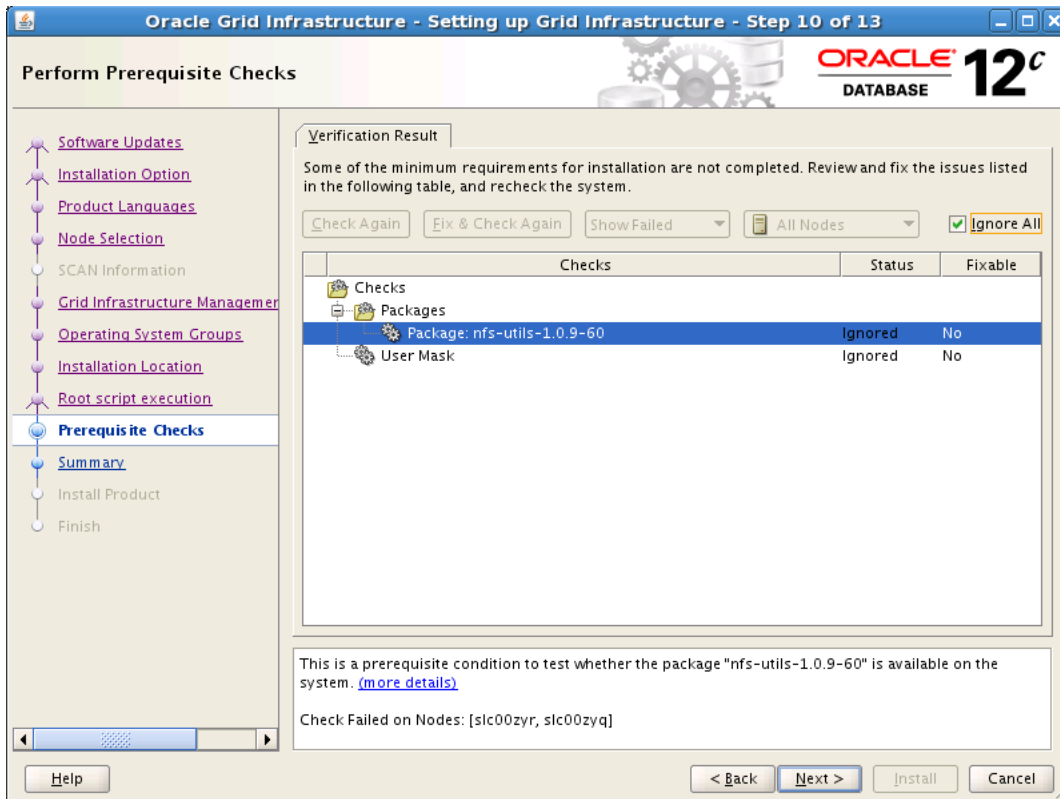 Oracle Grid Infrastructure - Setting up Grid Infrastructure - Step 10 of 13
Perform Prerequisite Checks
ORACLE
DATABASE
12c
Software Updates
Installation Option
Product Languages
Node Selection
SCAN Information
Grid Infrastructure Managemer
Operating System Groups
Installation Location
Root script execution
Prerequisite Checks
Summary
Install Product
Finish
Verification Result
Some of the minimum requirements for installation are not completed. Review and fix the issues listed
in the following table, and recheck the system.
Check Again
Fix & Check Again
Show Failed
All Nodes
Ignore All
Checks Status Fixable
Checks
Packages
Package: nfs-utils-1.0.9-60 Ignored No
User Mask Ignored No
This is a prerequisite condition to test whether the package "nfs-utils-1.0.9-60" is available on the
system. (more details)
Check Failed on Nodes: [slc00zyr, slc00zyq]
Help
< Back
Next >
Install
Cancel